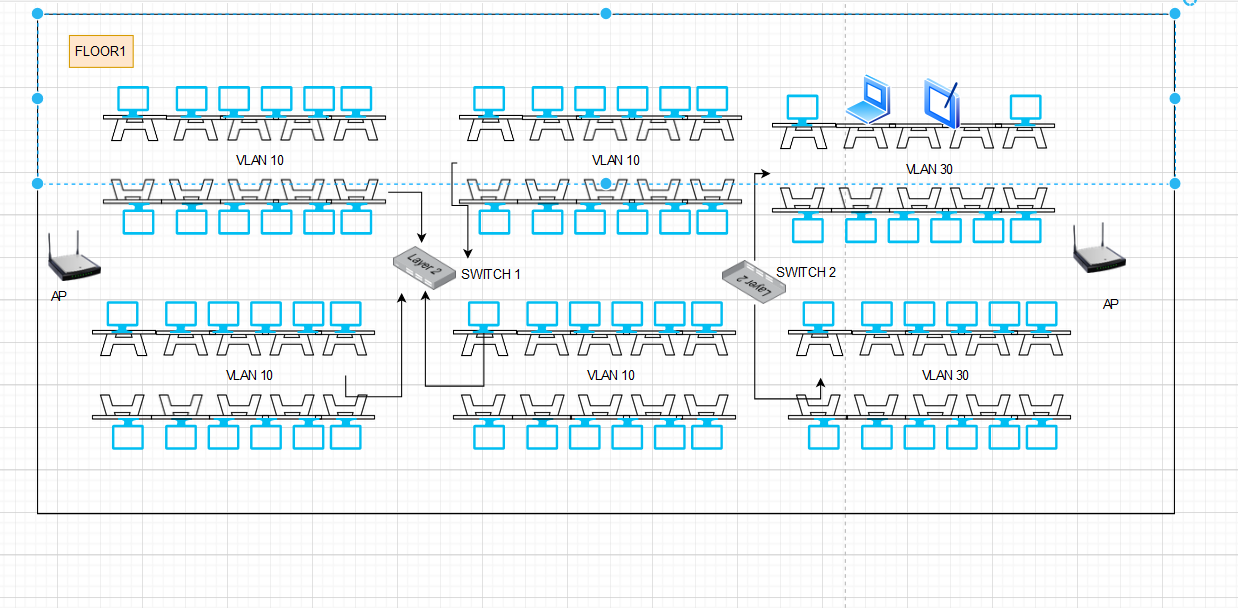 FLOOR1
VLAN 10
VLAN 10
VLAN 30
Layer 2
SWITCH 1
Layer 2
SWITCH 2
AP
AP
VLAN 10
VLAN 10
VLAN 30